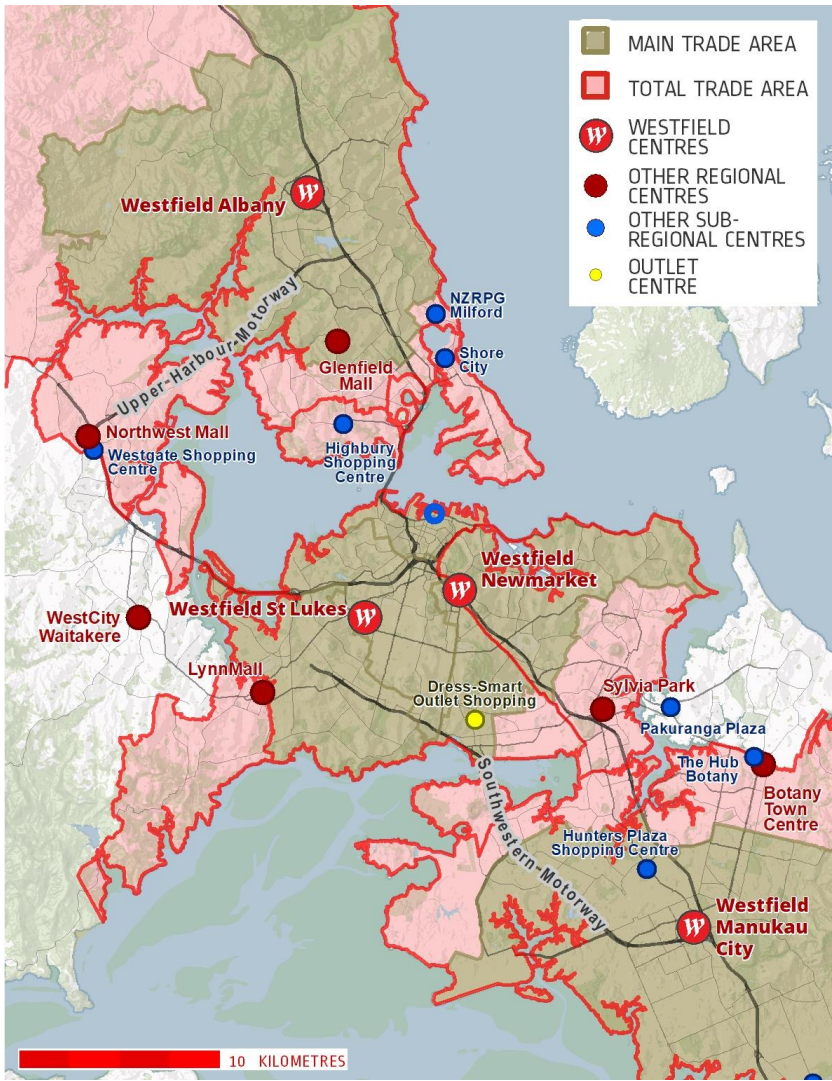 MAIN TRADE AREA
TOTAL TRADE AREA
W
WESTFIELD
CENTRES
OTHER REGIONAL
CENTRES
OTHER SUB-
REGIONAL CENTRES
OUTLET
CENTRE
Westfield Albany
W
NZRPG
Milford
Upper-Harbour-Motorway
Shore
City
Glenfield
Mall
Northwest Mall
Westgate Shopping
Centre
Highbury
Shopping
Centre
Westfield
Newmarket
W
Westfield St Lukes
W
WestCity
Waitakere
LynnMall
Dress-Smart
Outlet Shopping
Sylvia Park
Pakuranga Plaza
The Hub
Botany
Botany
Town
Centre
Southwestern-Motorway
Hunters Plaza
Shopping Centre
W
Westfield
Manukau
City
10 KILOMETRES